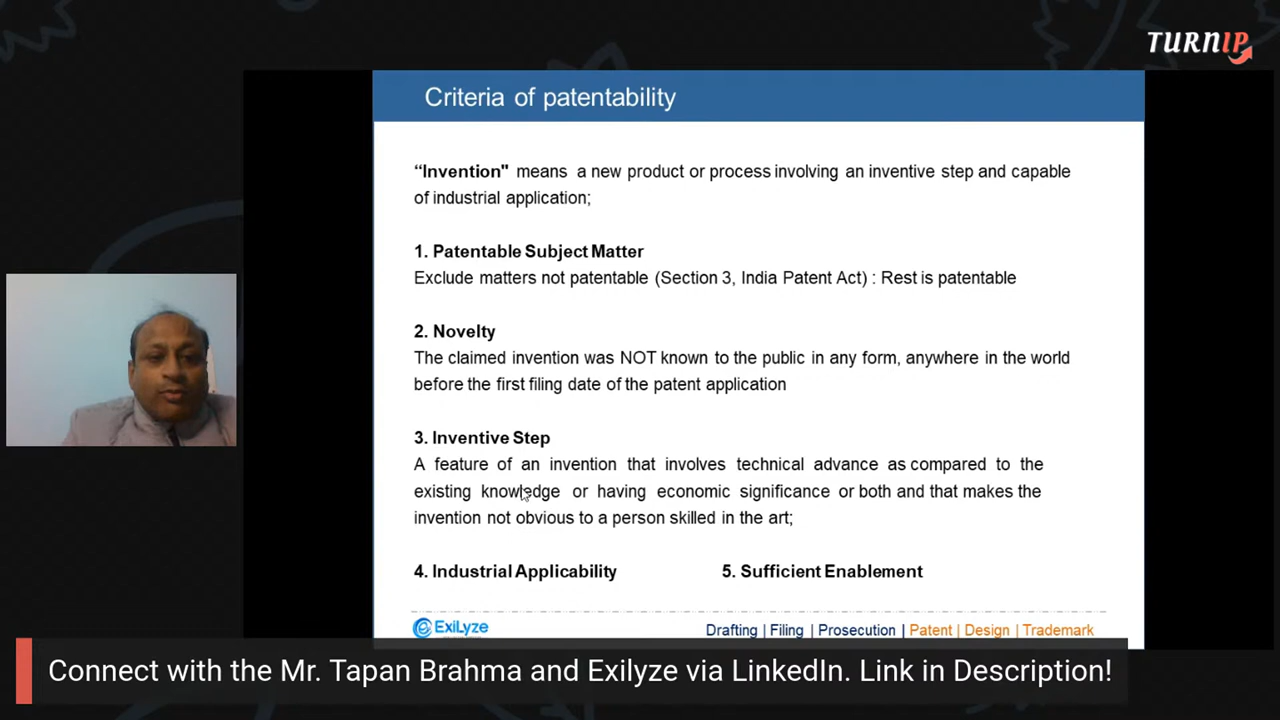 TURNIP
Criteria of patentability
“Invention" means a new product or process involving an inventive step and capable
of industrial application;
1. Patentable Subject Matter
Exclude matters not patentable (Section 3, India Patent Act) : Rest is patentable
2. Novelty
The claimed invention was NOT known to the public in any form, anywhere in the world
before the first filing date of the patent application
3. Inventive Step
A feature of an invention that involves technical advance as compared to the
existing knowledge or having economic significance or both and that makes the
invention not obvious to a person skilled in the art;
4. Industrial Applicability 5. Sufficient Enablement
ExiLyze Drafting | Filing | Prosecution | Patent | Design | Trademark
Connect with the Mr. Tapan Brahma and Exilyze via LinkedIn. Link in Description!